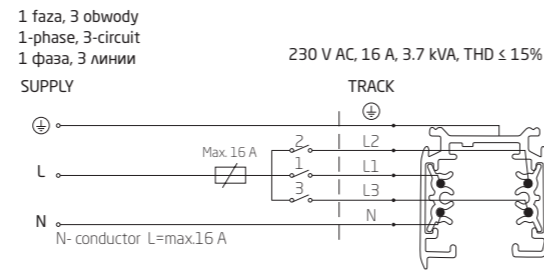 1 faza, 3 obwody
1-phase, 3-circuit
1 фаза, 3 линии
230 V AC, 16 A, 3.7 kVA, THD ≤ 15%
SUPPLY
TRACK
Max. 16 A
2
L2
L
1
L1
3
L3
N
N
N- conductor L=max.16 A